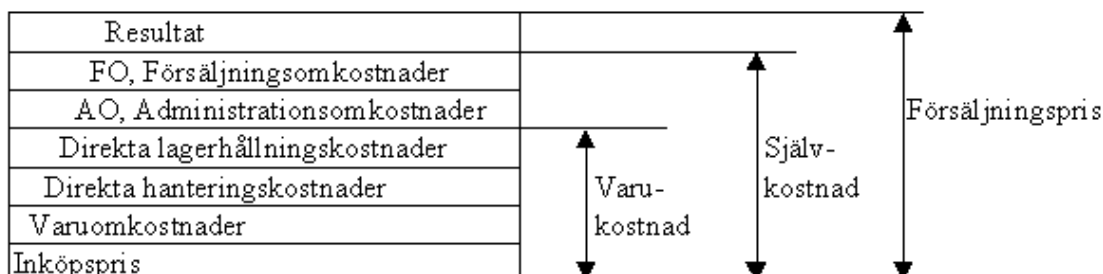 Resultat
FO, Försäljningsomkostnader
AO, Administrationsomkostnader
Direkta lagerhållningskostnader
Direkta hanteringskostnader
Varuomkostnader
Inköpspris
Varu-
kostnad
Själv-
kostnad
Försäljningspris